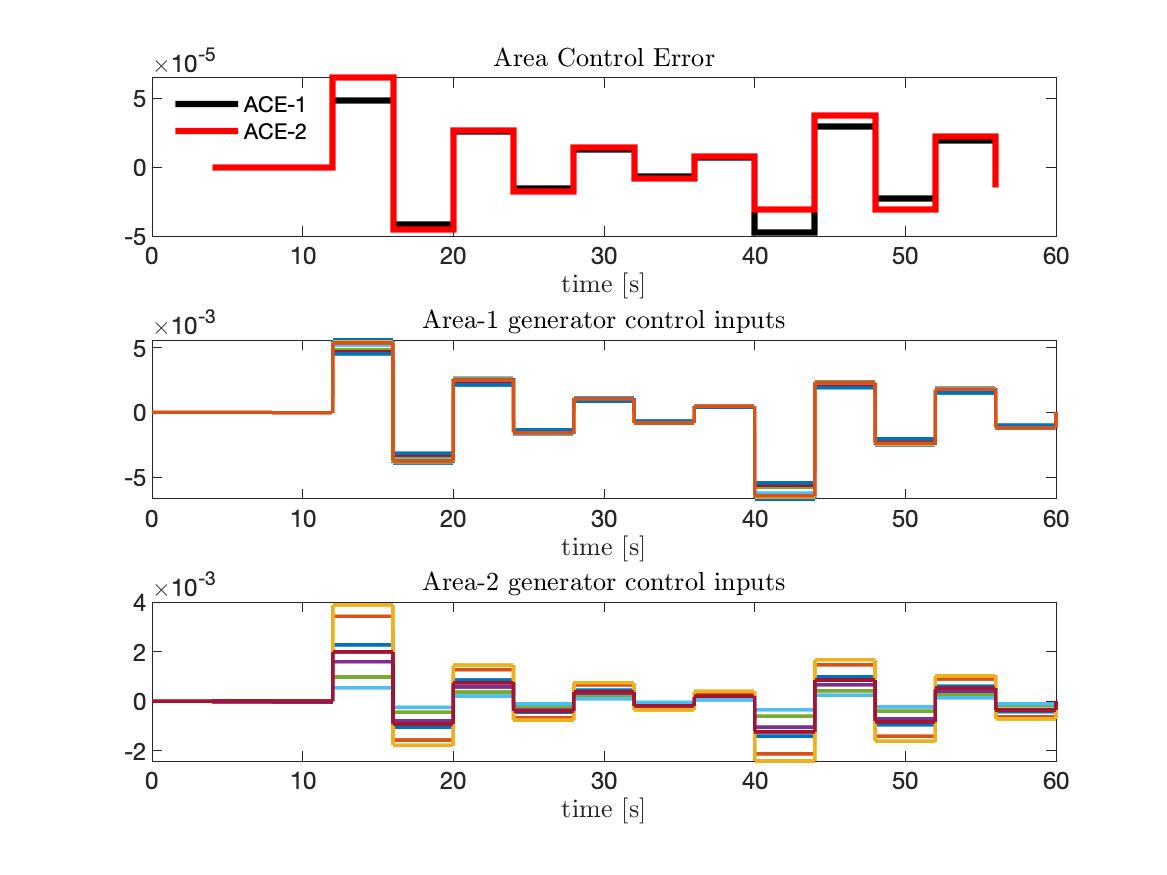 Area Control Error
×10-5
5
0
-5
ACE-1
ACE-2
0 10 20 30 40 50 60
time [s]
Area-1 generator control inputs
×10-3
5
0
-5
0 10 20 30 40 50 60
time [s]
Area-2 generator control inputs
×10-3
4
2
0
-2
0 10 20 30 40 50 60
time [s]